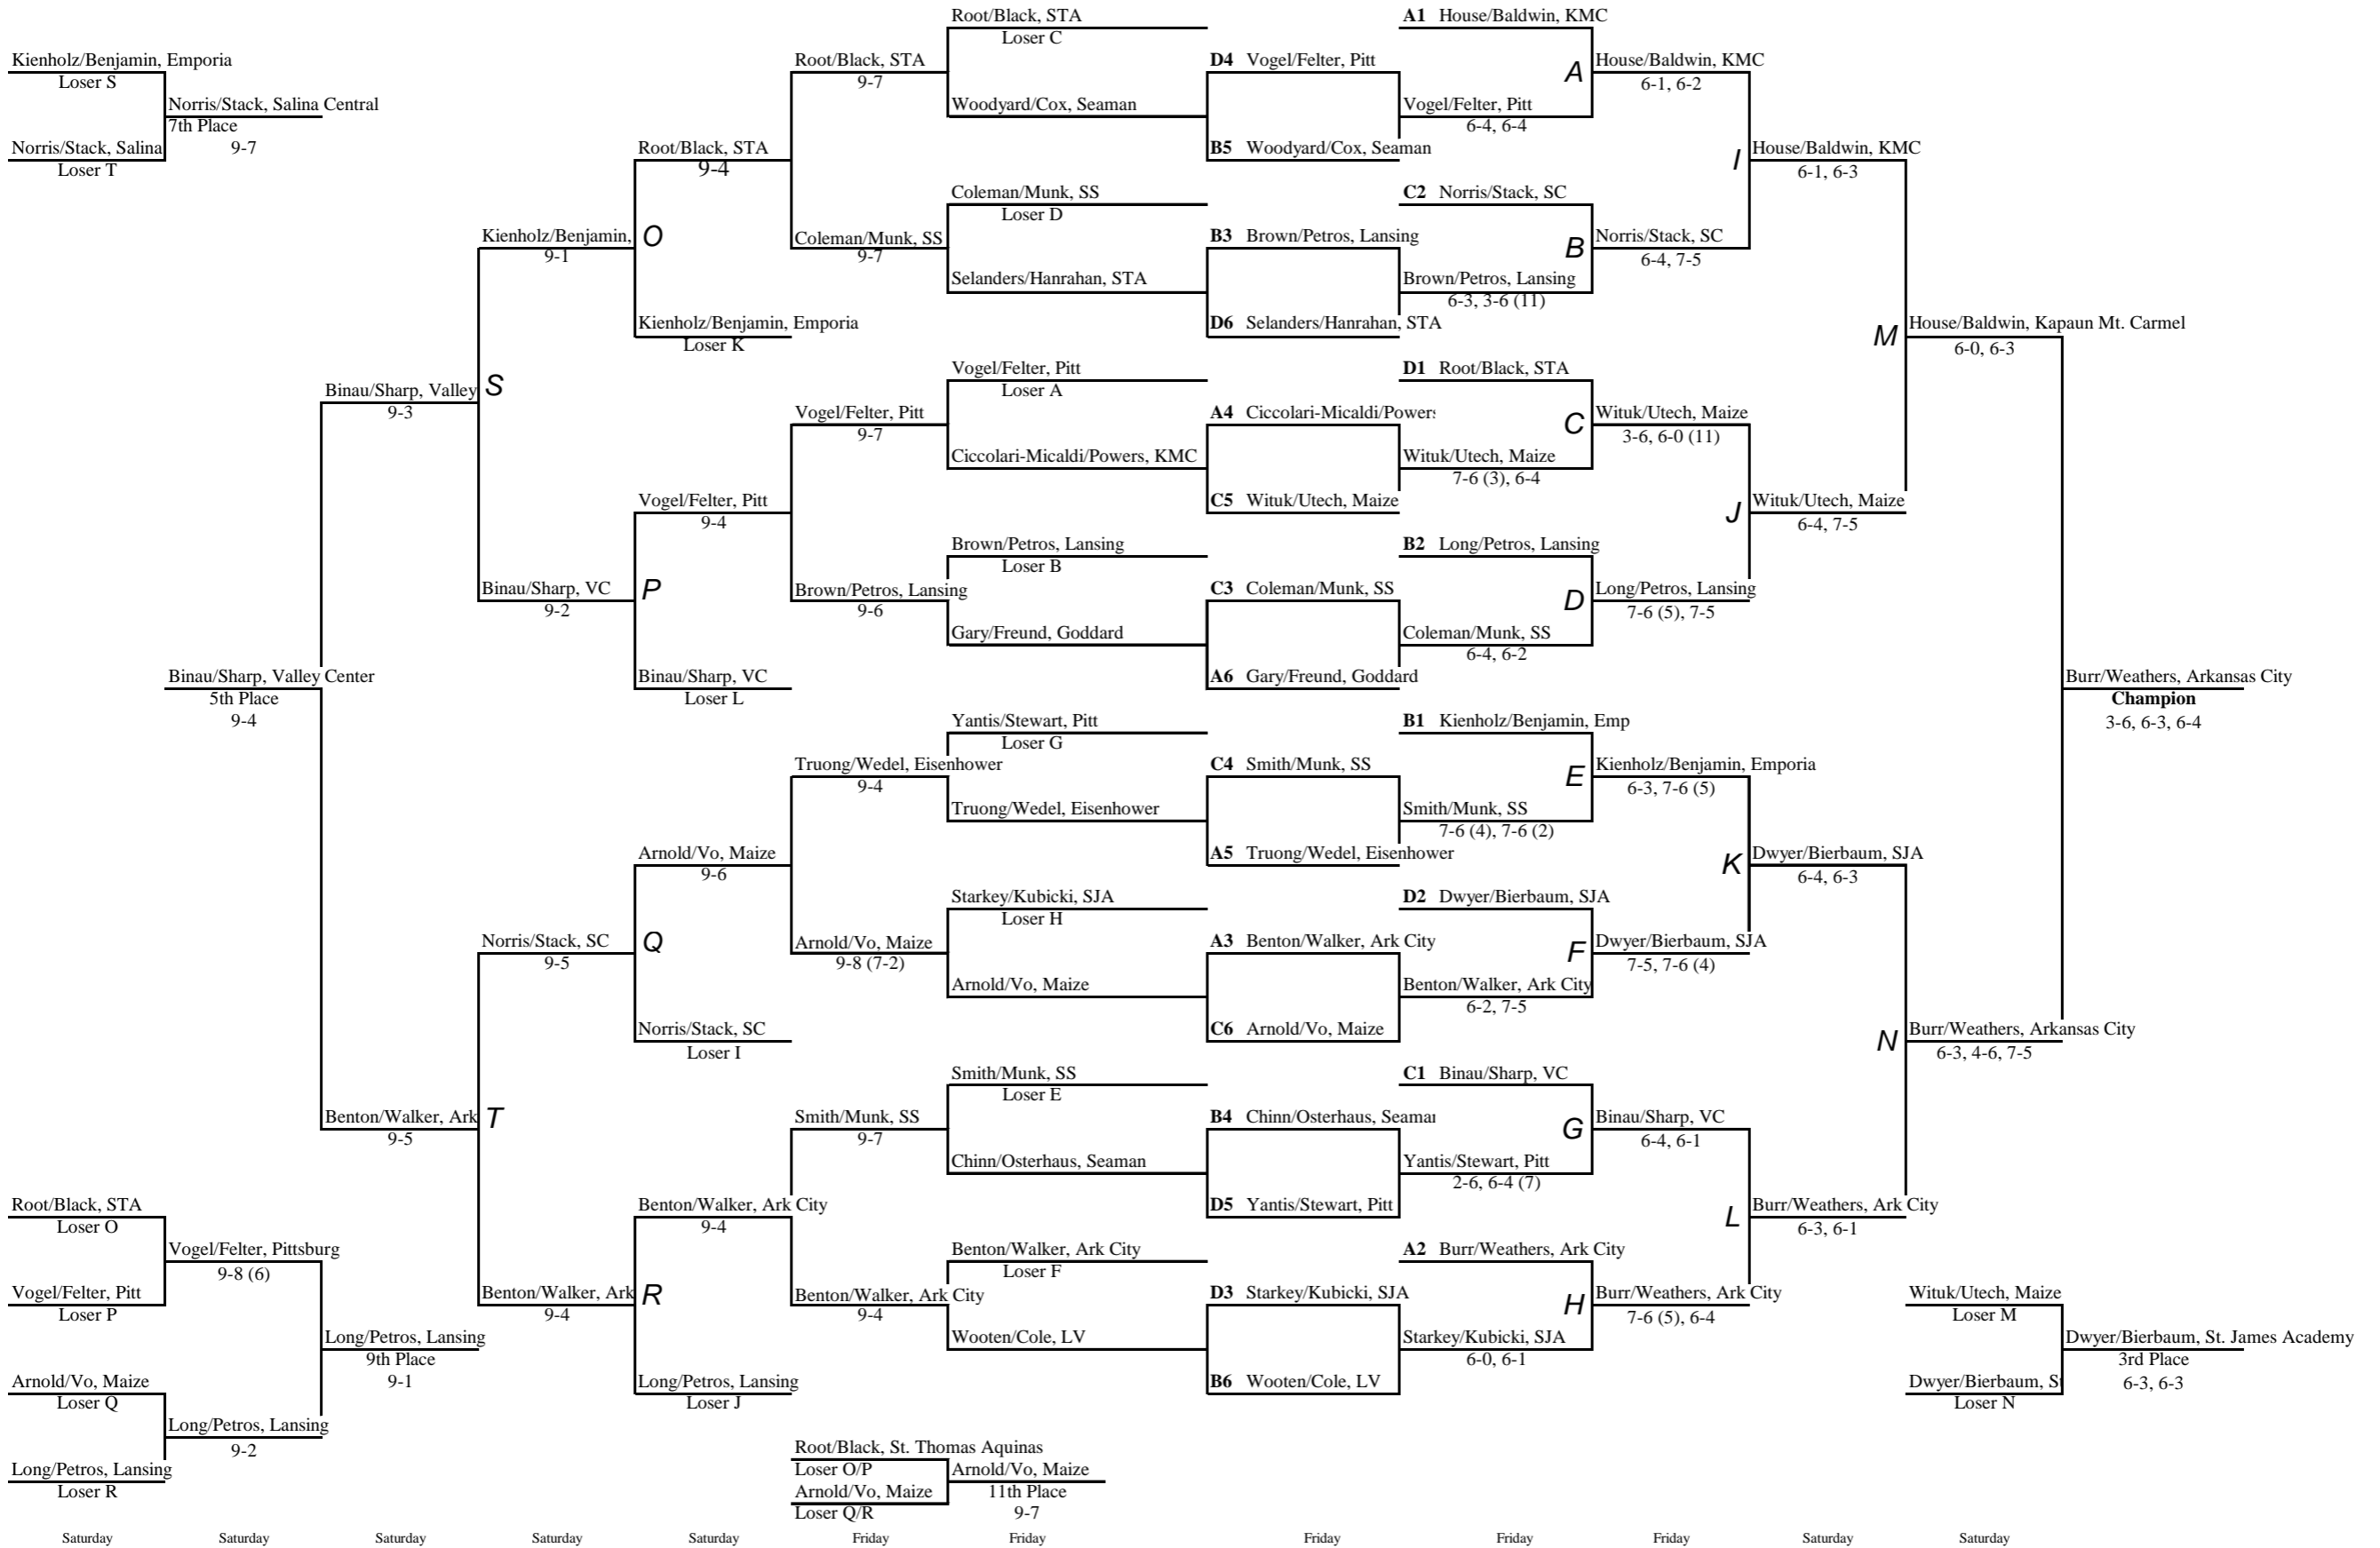 Root/Black, STA
Loser C
A1 House/Baldwin, KMC
Kienholz/Benjamin, Emporia
Loser S
Root/Black, STA
9-7
D4 Vogel/Felter, Pitt
A
House/Baldwin, KMC
6-1, 6-2
Norris/Stack, Salina Central
7th Place
9-7
Woodyard/Cox, Seaman
Vogel/Felter, Pitt
6-4, 6-4
Norris/Stack, Salina
Loser T
Root/Black, STA
9-4
B5 Woodyard/Cox, Seaman
I
House/Baldwin, KMC
6-1, 6-3
Coleman/Munk, SS
Loser D
C2 Norris/Stack, SC
Kienholz/Benjamin,
9-1
O
Coleman/Munk, SS
9-7
B3 Brown/Petros, Lansing
B
Norris/Stack, SC
6-4, 7-5
Selanders/Hanrahan, STA
Brown/Petros, Lansing
6-3, 3-6 (11)
Kienholz/Benjamin, Emporia
Loser K
D6 Selanders/Hanrahan, STA
M
House/Baldwin, Kapaun Mt. Carmel
6-0, 6-3
Binau/Sharp, Valley
9-3
S
Vogel/Felter, Pitt
Loser A
D1 Root/Black, STA
Vogel/Felter, Pitt
9-7
A4 Ciccolari-Micaldi/Powers
C
Wituk/Utech, Maize
3-6, 6-0 (11)
Ciccolari-Micaldi/Powers, KMC
Wituk/Utech, Maize
7-6 (3), 6-4
Vogel/Felter, Pitt
9-4
C5 Wituk/Utech, Maize
J
Wituk/Utech, Maize
6-4, 7-5
Brown/Petros, Lansing
Loser B
B2 Long/Petros, Lansing
Binau/Sharp, VC
9-2
P
Brown/Petros, Lansing
9-6
C3 Coleman/Munk, SS
D
Long/Petros, Lansing
7-6 (5), 7-5
Gary/Freund, Goddard
Coleman/Munk, SS
6-4, 6-2
Binau/Sharp, Valley Center
5th Place
9-4
Binau/Sharp, VC
Loser L
A6 Gary/Freund, Goddard
Burr/Weathers, Arkansas City
Champion
3-6, 6-3, 6-4
Yantis/Stewart, Pitt
Loser G
B1 Kienholz/Benjamin, Emp
Truong/Wedel, Eisenhower
9-4
C4 Smith/Munk, SS
E
Kienholz/Benjamin, Emporia
6-3, 7-6 (5)
Truong/Wedel, Eisenhower
Smith/Munk, SS
7-6 (4), 7-6 (2)
Arnold/Vo, Maize
9-6
A5 Truong/Wedel, Eisenhower
K
Dwyer/Bierbaum, SJA
6-4, 6-3
Starkey/Kubicki, SJA
Loser H
D2 Dwyer/Bierbaum, SJA
Norris/Stack, SC
9-5
Q
Arnold/Vo, Maize
9-8 (7-2)
A3 Benton/Walker, Ark City
F
Dwyer/Bierbaum, SJA
7-5, 7-6 (4)
Arnold/Vo, Maize
Benton/Walker, Ark City
6-2, 7-5
Norris/Stack, SC
Loser I
C6 Arnold/Vo, Maize
N
Burr/Weathers, Arkansas City
6-3, 4-6, 7-5
Smith/Munk, SS
Loser E
C1 Binau/Sharp, VC
Benton/Walker, Ark
9-5
T
Smith/Munk, SS
9-7
B4 Chinn/Osterhaus, Seaman
G
Binau/Sharp, VC
6-4, 6-1
Chinn/Osterhaus, Seaman
Yantis/Stewart, Pitt
2-6, 6-4 (7)
Root/Black, STA
Loser O
Benton/Walker, Ark City
9-4
D5 Yantis/Stewart, Pitt
L
Burr/Weathers, Ark City
6-3, 6-1
Vogel/Felter, Pittsburg
9-8 (6)
Benton/Walker, Ark City
Loser F
A2 Burr/Weathers, Ark City
Vogel/Felter, Pitt
Loser P
Benton/Walker, Ark
9-4
R
Benton/Walker, Ark City
9-4
D3 Starkey/Kubicki, SJA
H
Burr/Weathers, Ark City
7-6 (5), 6-4
Wituk/Utech, Maize
Loser M
Long/Petros, Lansing
9th Place
9-1
Wooten/Cole, LV
Starkey/Kubicki, SJA
6-0, 6-1
Dwyer/Bierbaum, St. James Academy
3rd Place
6-3, 6-3
Arnold/Vo, Maize
Loser Q
Long/Petros, Lansing
Loser J
B6 Wooten/Cole, LV
Dwyer/Bierbaum, St
Loser N
Long/Petros, Lansing
9-2
Root/Black, St. Thomas Aquinas
Loser O/P
Long/Petros, Lansing
Loser R
Arnold/Vo, Maize
11th Place
9-7
Arnold/Vo, Maize
Loser Q/R
Saturday Saturday Saturday Saturday Saturday Friday Friday Friday Friday Friday Saturday Saturday